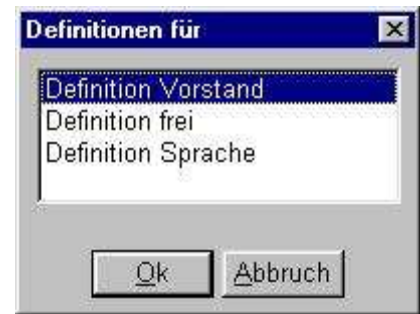 Definitionen für
Definition Vorstand
Definition frei
Definition Sprache
Ok
Abbruch